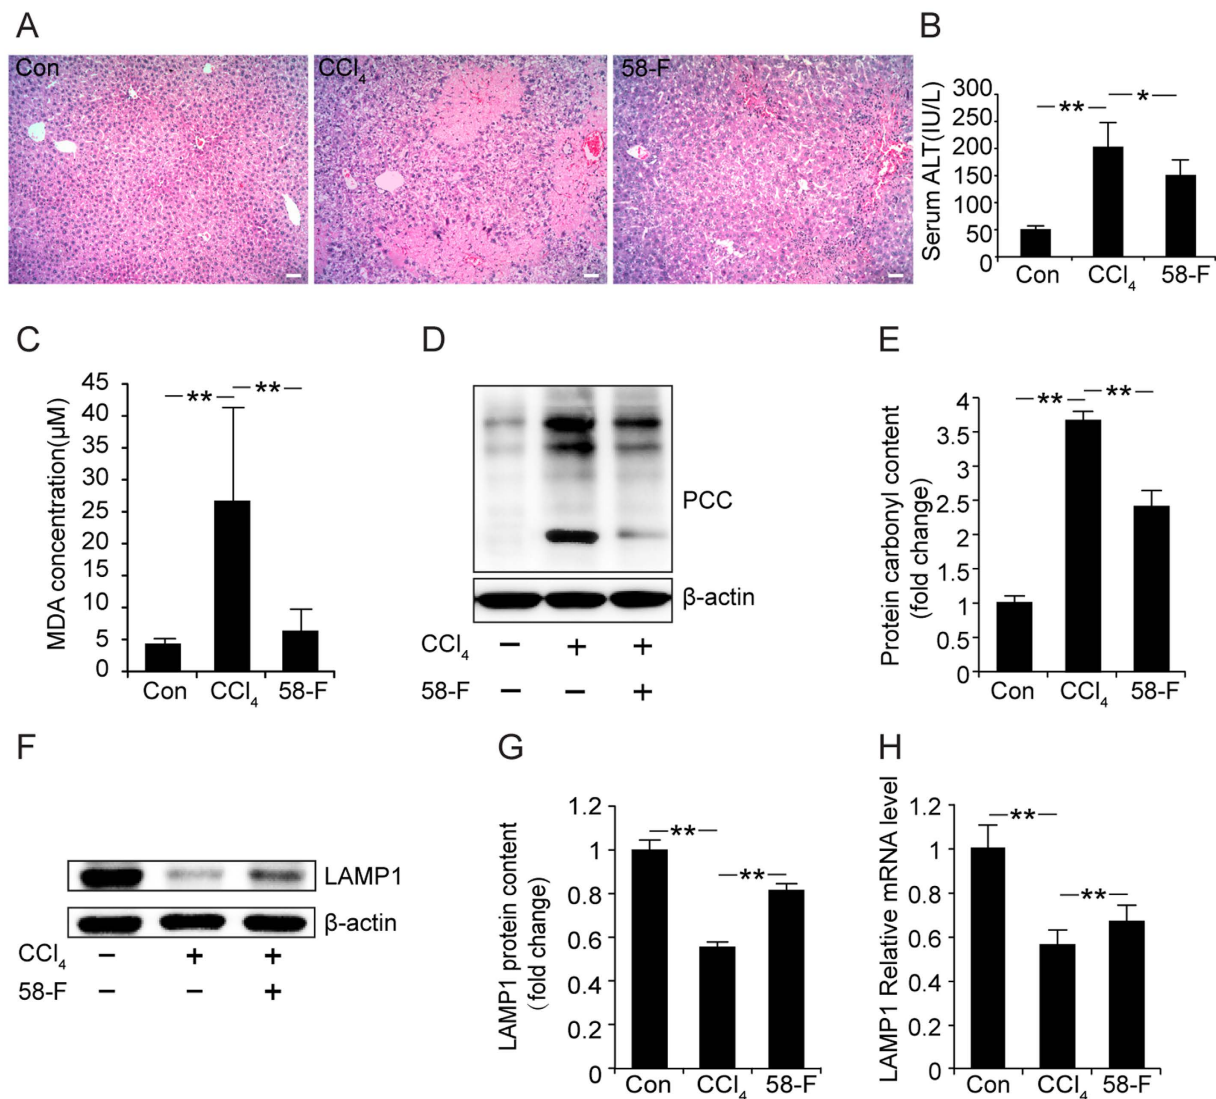 A
B
Con
CCl4
58-F
Serum ALT(IU/L)
300
250
200
150
100
50
0
** *
Con CCl4 58-F
C
MDA concentration(μM)
45
40
35
30
25
20
15
10
5
0
** **
Con CCl4 58-F
D
PCC
β-actin
CCl4 − + +
58-F − − +
E
Protein carbonyl content
(fold change)
4
3.5
3
2.5
2
1.5
1
0.5
0
** **
Con CCl4 58-F
F
LAMP1
β-actin
CCl4 − + +
58-F − − +
G
LAMP1 protein content
(fold change)
1.2
1
0.8
0.6
0.4
0.2
0
** **
Con CCl4 58-F
H
LAMP1 Relative mRNA level
1.2
1
0.8
0.6
0.4
0.2
0
** **
Con CCl4 58-F